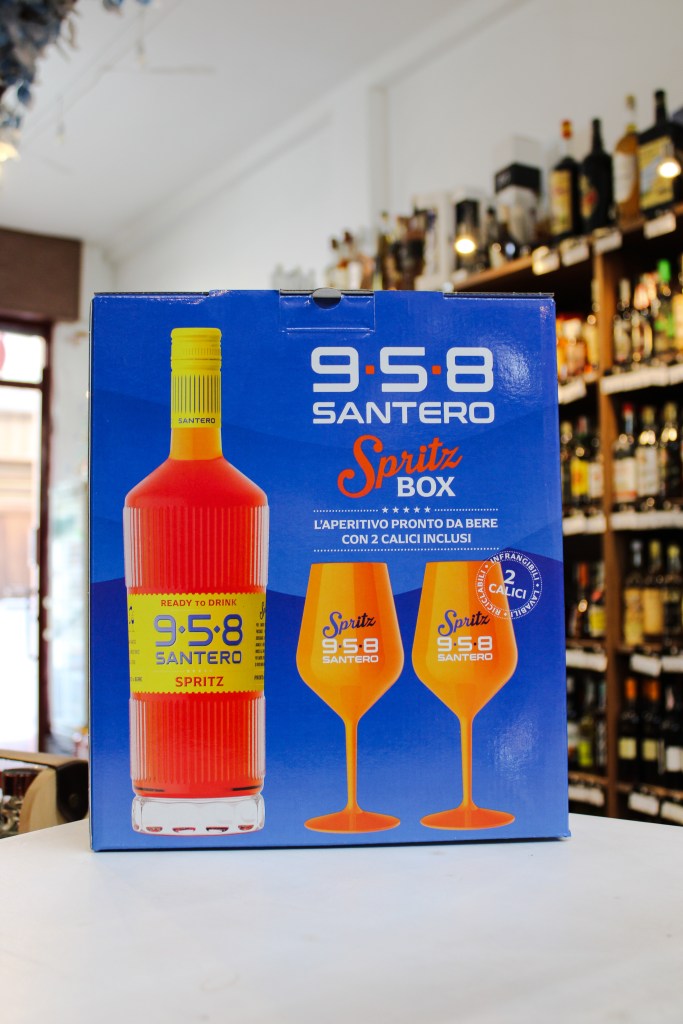 SANTERO
9·5·8
SANTERO
Spritz
BOX
L'APERITIVO PRONTO DA BERE
CON 2 CALICI INCLUSI
READY TO DRINK
9·5·8
SANTERO
SPRITZ
Spritz
9·5·8
SANTERO
Spritz
9·5·8
SANTERO
2
CALICI
INFRANGIBILI • LAVABILI • RICICLABILI •